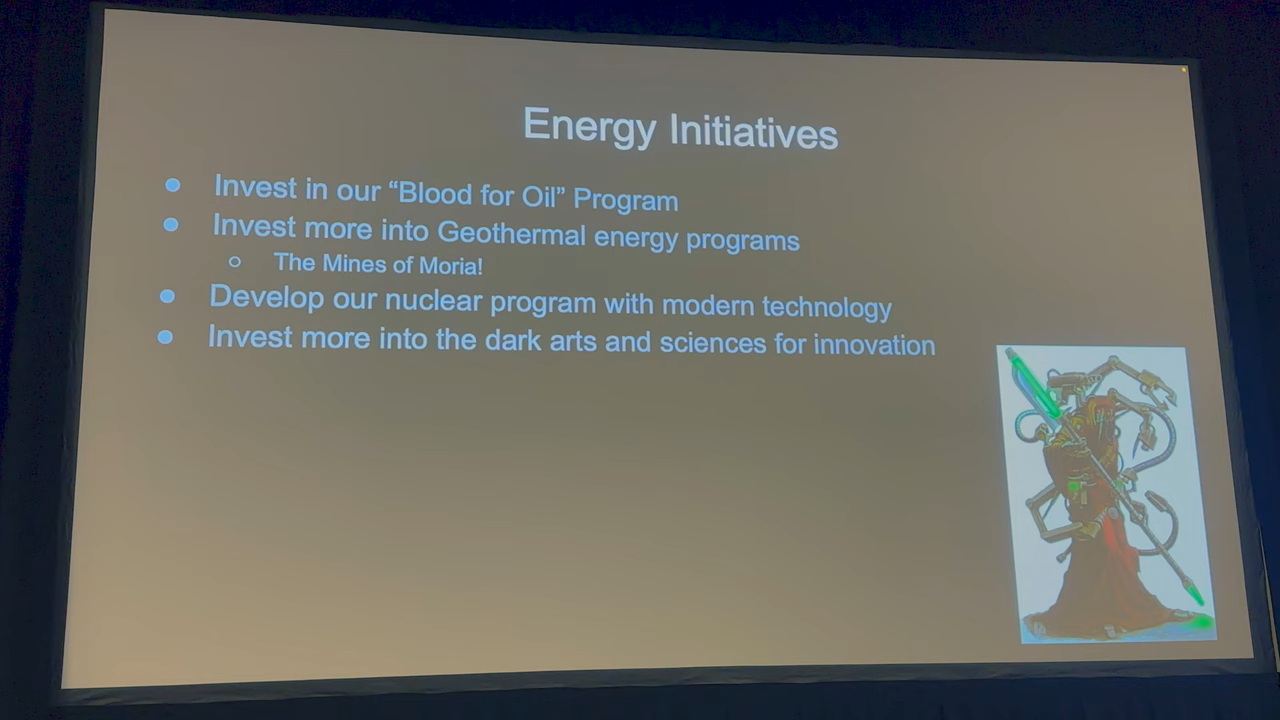 Energy Initiatives
Invest in our “Blood for Oil” Program
Invest more into Geothermal energy programs
The Mines of Moria!
Develop our nuclear program with modern technology
Invest more into the dark arts and sciences for innovation